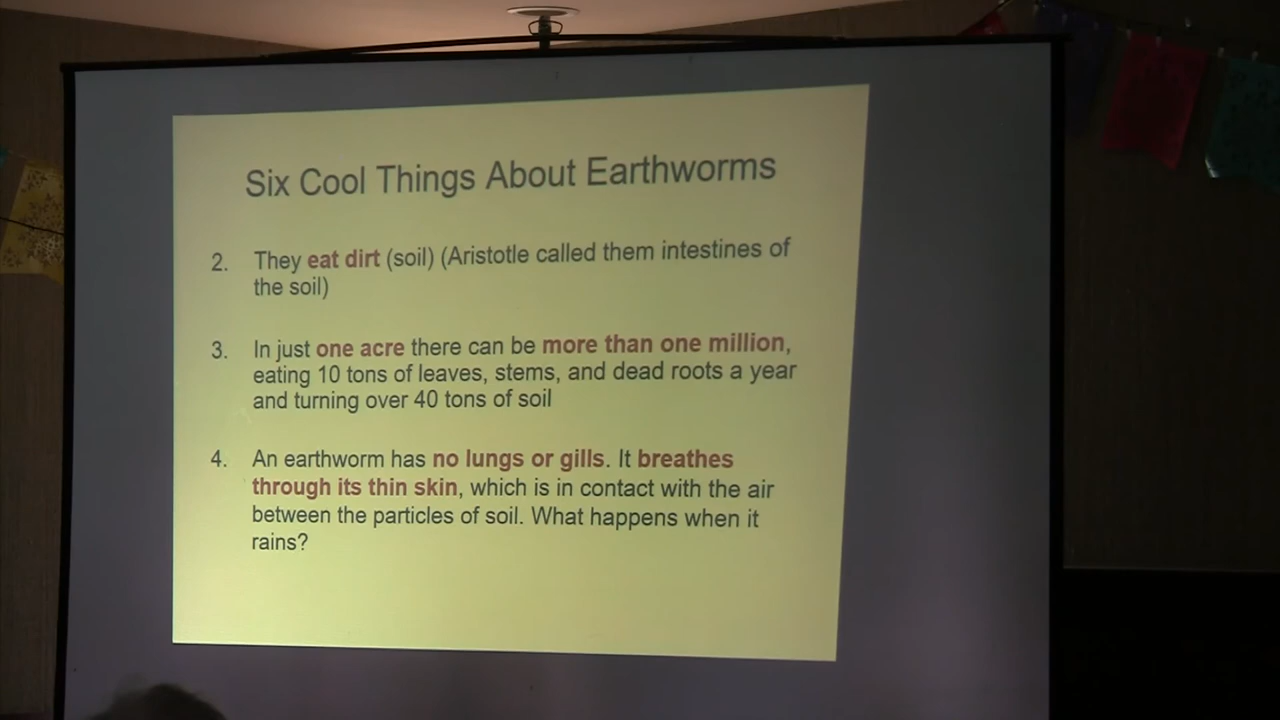 Six Cool Things About Earthworms
2. They eat dirt (soil) (Aristotle called them intestines of
the soil)
3. In just one acre there can be more than one million,
eating 10 tons of leaves, stems, and dead roots a year
and turning over 40 tons of soil
4. An earthworm has no lungs or gills. It breathes
through its thin skin, which is in contact with the air
between the particles of soil. What happens when it
rains?